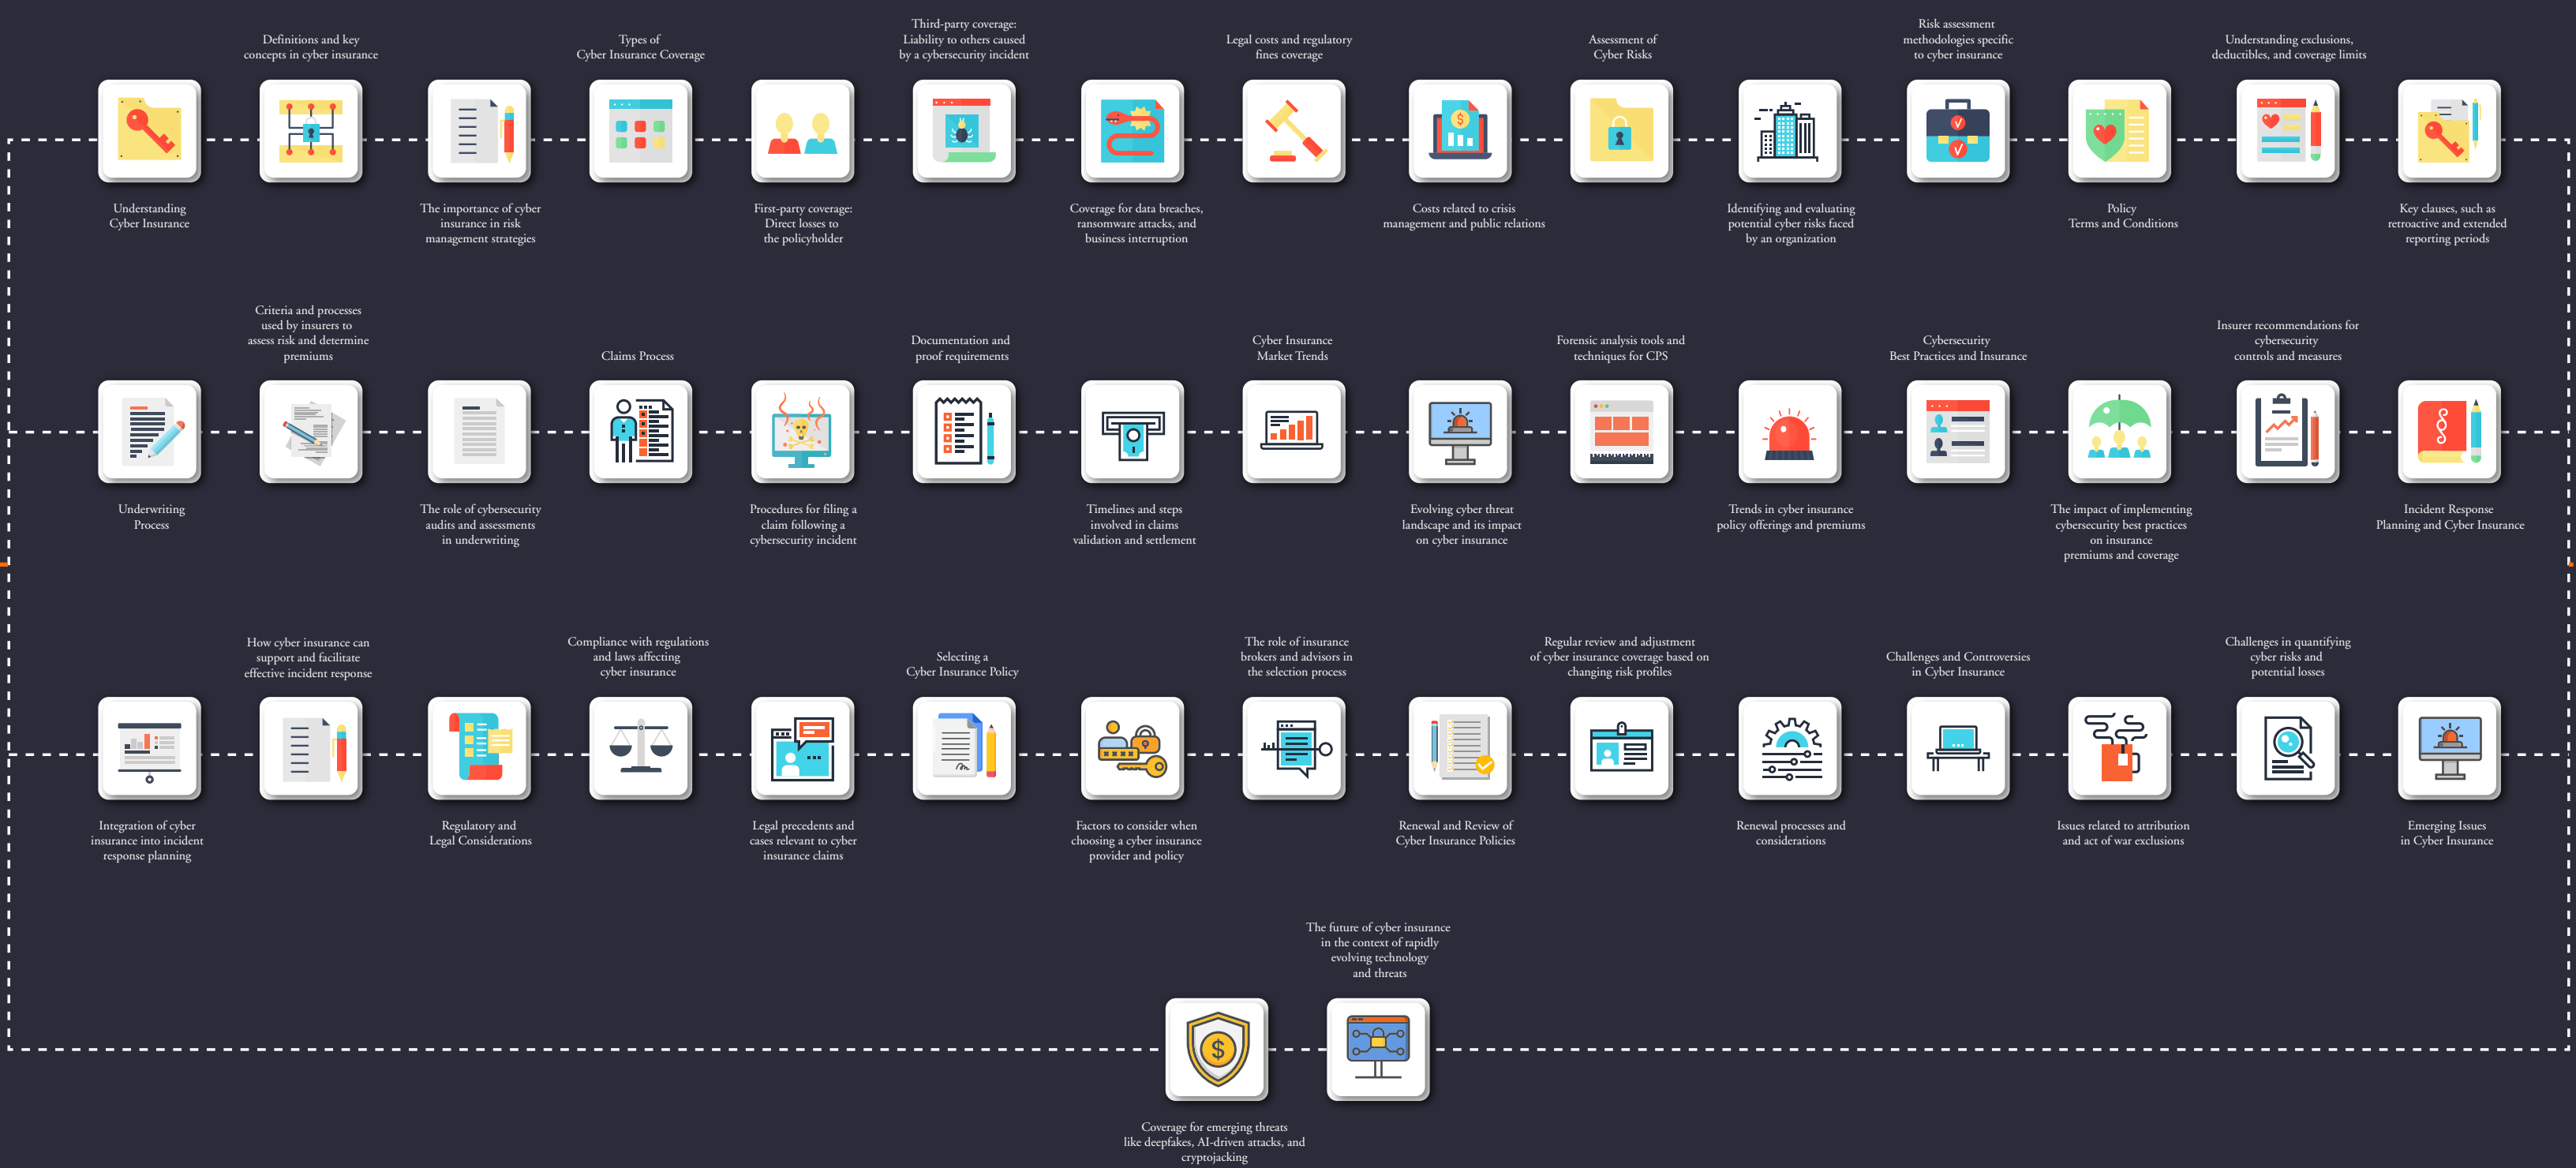 Understanding
Cyber Insurance
Definitions and key
concepts in cyber insurance
The importance of cyber
insurance in risk
management strategies
Types of
Cyber Insurance Coverage
First-party coverage:
Direct losses to
the policyholder
Third-party coverage:
Liability to others caused
by a cybersecurity incident
Coverage for data breaches,
ransomware attacks, and
business interruption
Legal costs and regulatory
fines coverage
Costs related to crisis
management and public relations
Assessment of
Cyber Risks
Identifying and evaluating
potential cyber risks faced
by an organization
Risk assessment
methodologies specific
to cyber insurance
Policy
Terms and Conditions
Understanding exclusions,
deductibles, and coverage limits
Key clauses, such as
retroactive and extended
reporting periods
Underwriting
Process
Criteria and processes
used by insurers to
assess risk and determine
premiums
The role of cybersecurity
audits and assessments
in underwriting
Claims Process
Procedures for filing a
claim following a
cybersecurity incident
Documentation and
proof requirements
Timelines and steps
involved in claims
validation and settlement
Cyber Insurance
Market Trends
Evolving cyber threat
landscape and its impact
on cyber insurance
Forensic analysis tools and
techniques for CPS
Trends in cyber insurance
policy offerings and premiums
Cybersecurity
Best Practices and Insurance
The impact of implementing
cybersecurity best practices
on insurance
premiums and coverage
Insurer recommendations for
cybersecurity
controls and measures
Incident Response
Planning and Cyber Insurance
Integration of cyber
insurance into incident
response planning
How cyber insurance can
support and facilitate
effective incident response
Regulatory and
Legal Considerations
Compliance with regulations
and laws affecting
cyber insurance
Legal precedents and
cases relevant to cyber
insurance claims
Selecting a
Cyber Insurance Policy
Factors to consider when
choosing a cyber insurance
provider and policy
The role of insurance
brokers and advisors in
the selection process
Renewal and Review of
Cyber Insurance Policies
Regular review and adjustment
of cyber insurance coverage based on
changing risk profiles
Renewal processes and
considerations
Challenges and Controversies
in Cyber Insurance
Issues related to attribution
and act of war exclusions
Challenges in quantifying
cyber risks and
potential losses
Emerging Issues
in Cyber Insurance
Coverage for emerging threats
like deepfakes, AI-driven attacks, and
cryptojacking
The future of cyber insurance
in the context of rapidly
evolving technology
and threats